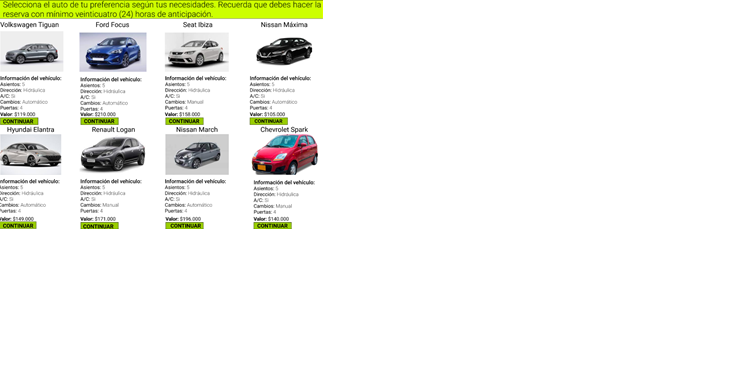 Selecciona el auto de tu preferencia según tus necesidades. Recuerda que debes hacer la
reserva con mínimo veinticuatro (24) horas de anticipación.
Volkswagen Tiguan
Información del vehículo:
Asientos: 5
Dirección: Hidráulica
A/C: Si
Cambios: Automático
Puertas: 4
Valor: $119.000
CONTINUAR
Ford Focus
Información del vehículo:
Asientos: 5
Dirección: Hidráulica
A/C: Si
Cambios: Automático
Puertas: 4
Valor: $210.000
CONTINUAR
Seat Ibiza
Información del vehículo:
Asientos: 5
Dirección: Hidráulica
A/C: Si
Cambios: Manual
Puertas: 4
Valor: $158.000
CONTINUAR
Nissan Máxima
Información del vehículo:
Asientos: 5
Dirección: Hidráulica
A/C: Si
Cambios: Automático
Puertas: 4
Valor: $105.000
CONTINUAR
Hyundai Elantra
nformación del vehículo:
Asientos: 5
Dirección: Hidráulica
A/C: Si
Cambios: Automático
Puertas: 4
Valor: $149.000
CONTINUAR
Renault Logan
Información del vehículo:
Asientos: 5
Dirección: Hidráulica
A/C: Si
Cambios: Manual
Puertas: 4
Valor: $171.000
CONTINUAR
Nissan March
Información del vehículo:
Asientos: 5
Dirección: Hidráulica
A/C: Si
Cambios: Automático
Puertas: 4
Valor: $196.000
CONTINUAR
Chevrolet Spark
Información del vehículo:
Asientos: 5
Dirección: Hidráulica
A/C: Si
Cambios: Manual
Puertas: 4
Valor: $140.000
CONTINUAR